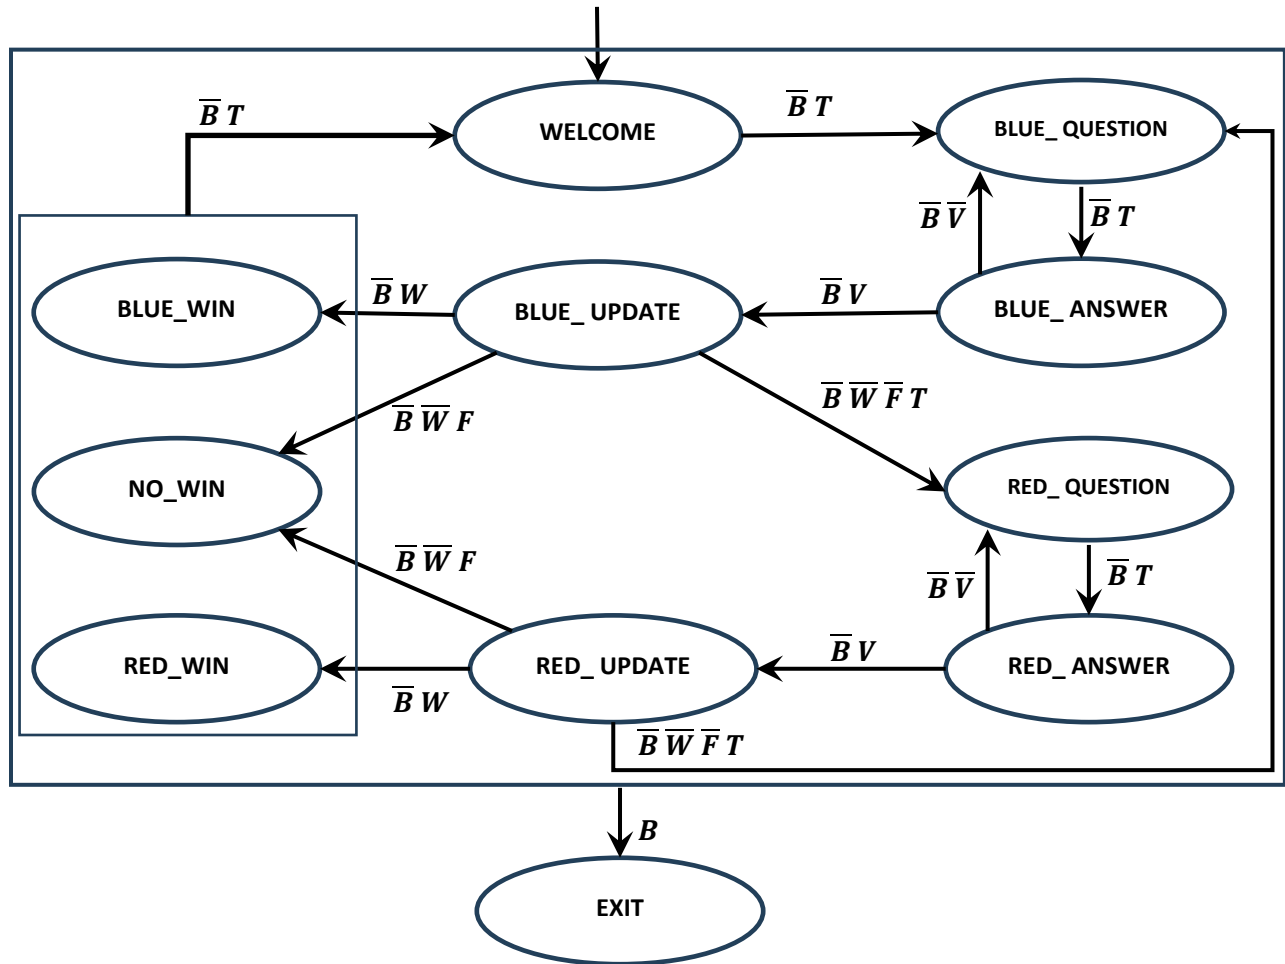 B̅ T
WELCOME
B̅ T
BLUE_ QUESTION
B̅ V̅
B̅ T
BLUE_WIN
B̅ W
BLUE_ UPDATE
B̅ V
BLUE_ ANSWER
B̅ W̅ F
B̅ W̅ F̅ T
NO_WIN
RED_ QUESTION
B̅ W̅ F
B̅ V̅
B̅ T
RED_WIN
B̅ W
RED_ UPDATE
B̅ V
RED_ ANSWER
B̅ W̅ F̅ T
B
EXIT